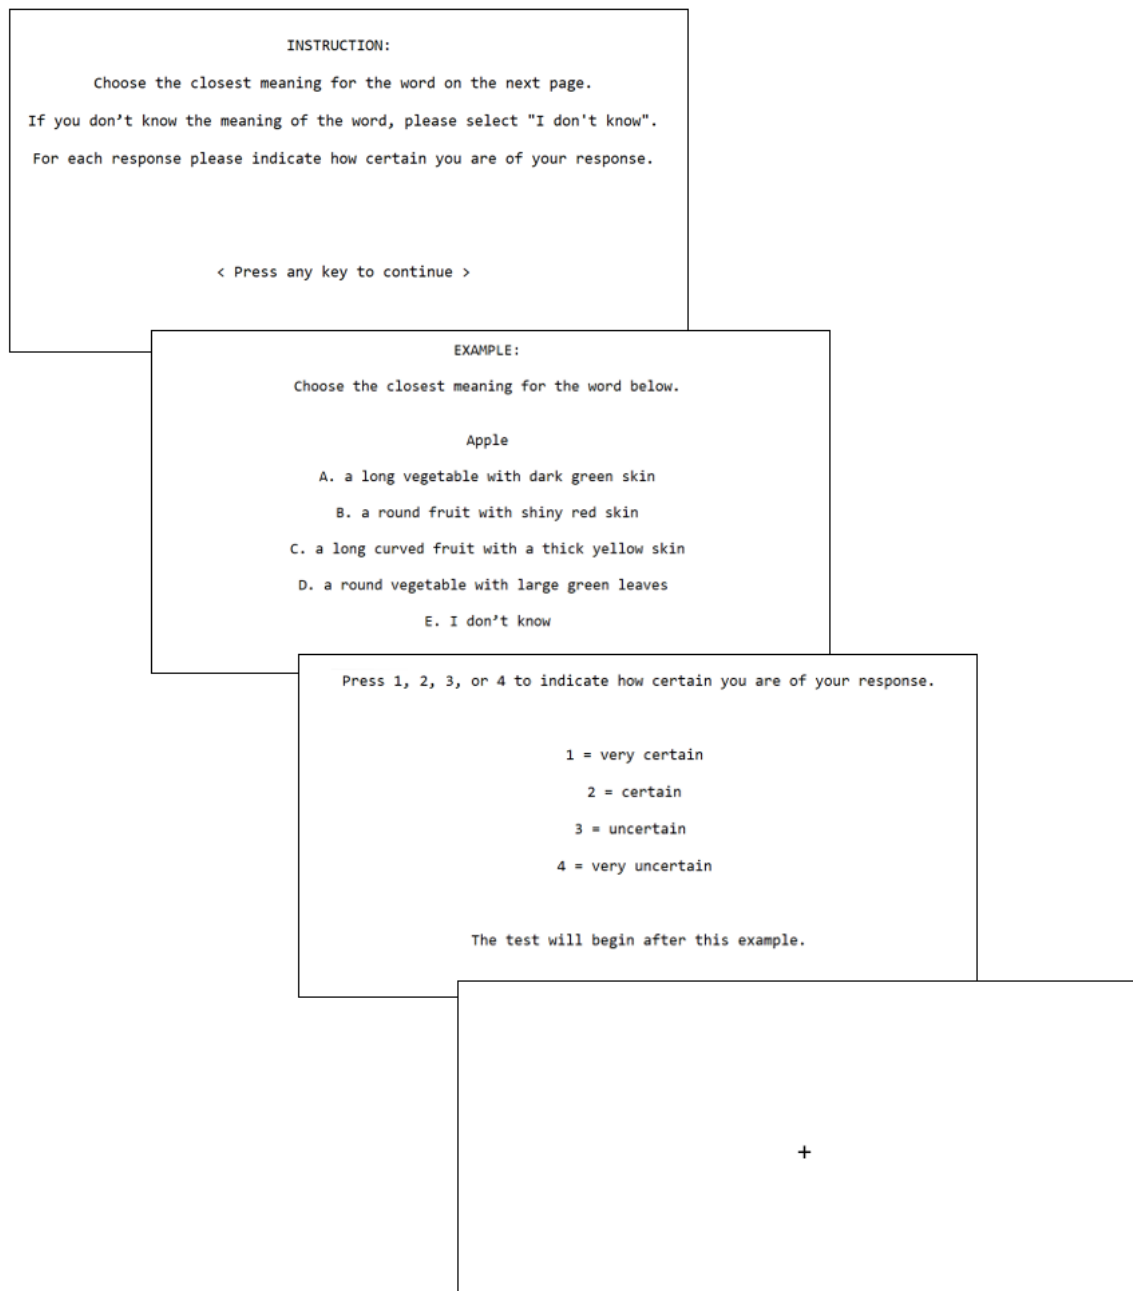 INSTRUCTION:
Choose the closest meaning for the word on the next page.
If you don’t know the meaning of the word, please select "I don't know".
For each response please indicate how certain you are of your response.
< Press any key to continue >
EXAMPLE:
Choose the closest meaning for the word below.
Apple
A. a long vegetable with dark green skin
B. a round fruit with shiny red skin
C. a long curved fruit with a thick yellow skin
D. a round vegetable with large green leaves
E. I don’t know
Press 1, 2, 3, or 4 to indicate how certain you are of your response.
1 = very certain
2 = certain
3 = uncertain
4 = very uncertain
The test will begin after this example.
+